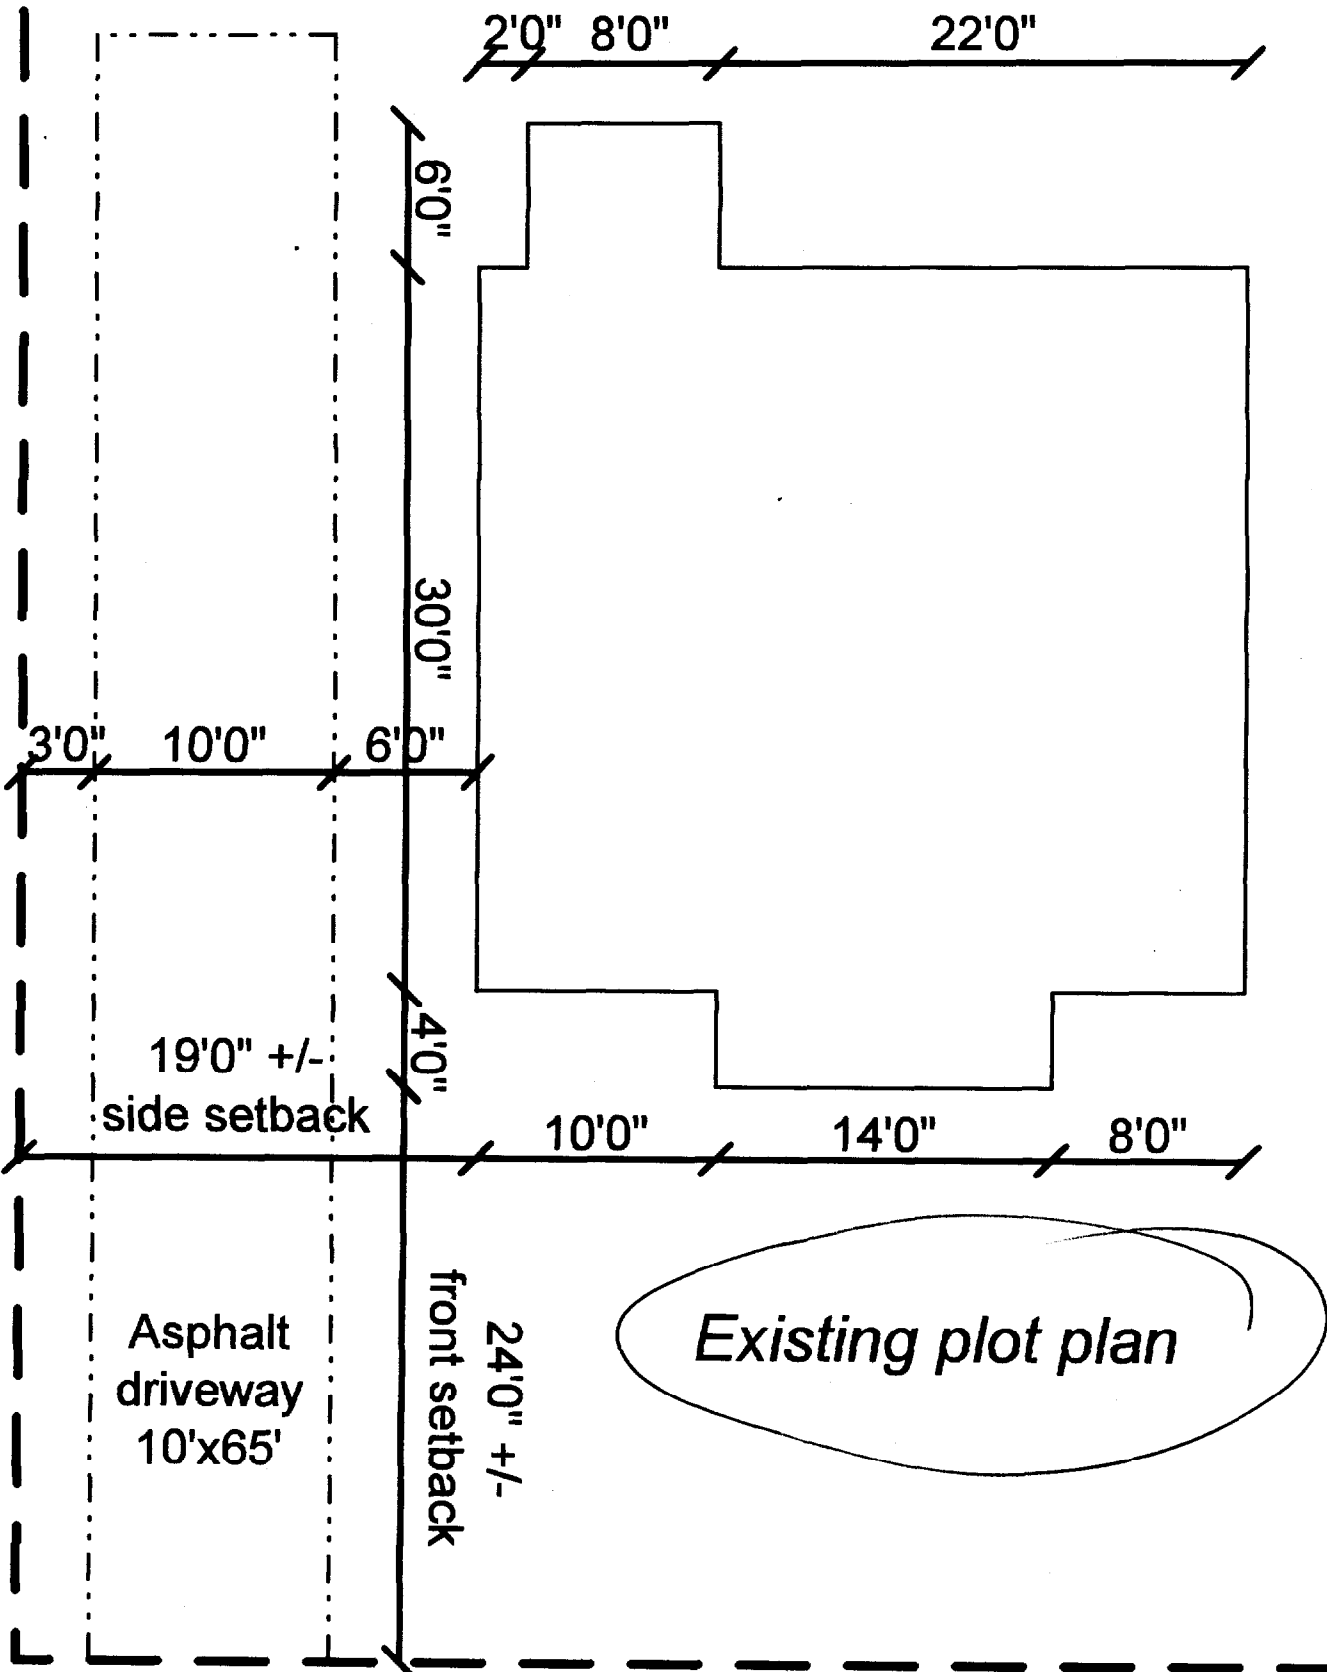 2'0" 8'0" 22'0"
6'0"
30'0"
3'0" 10'0" 6'0"
4'0"
19'0" +/-
side setback
10'0" 14'0" 8'0"
24'0" +/-
front setback
Existing plot plan
Asphalt
driveway
10'x65'